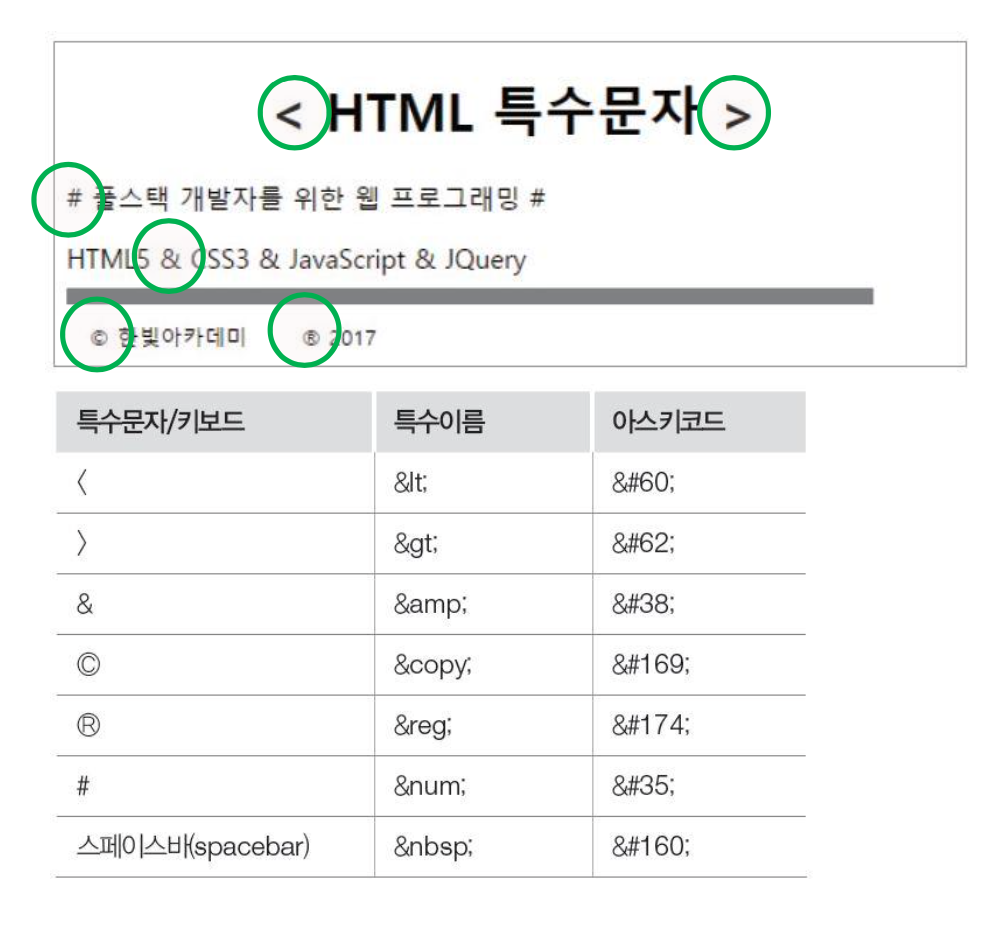 < HTML 특수문자 >
# 풀스택 개발자를 위한 웹 프로그래밍 #
HTML5 & CSS3 & JavaScript & JQuery
© 한빛아카데미 ® 2017
특수문자/키보드 특수이름 아스키코드
< &lt; &#60;
> &gt; &#62;
& &amp; &#38;
© &copy; &#169;
® &reg; &#174;
# &num; &#35;
스페이스바(spacebar) &nbsp; &#160;